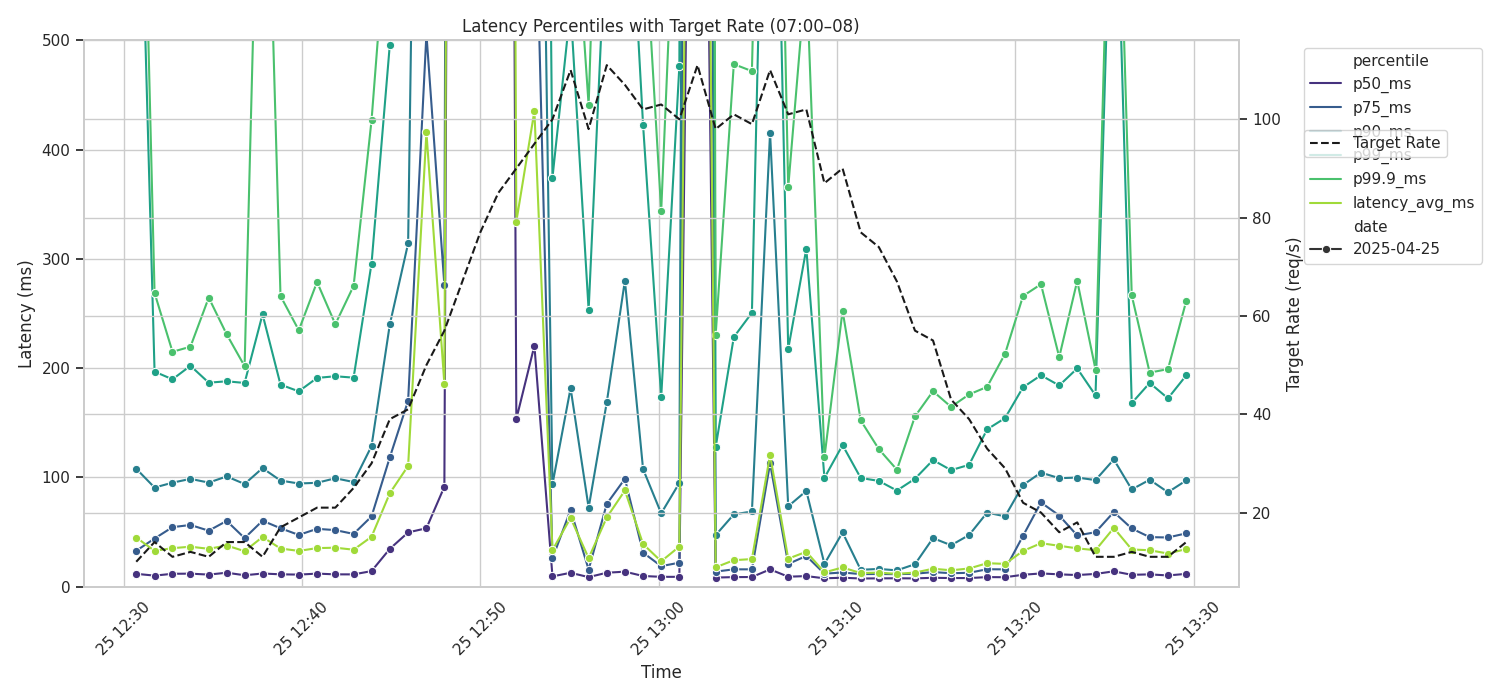 Latency Percentiles with Target Rate (07:00–08)
500
400
300
200
100
0
Latency (ms)
100
80
60
40
20
Target Rate (req/s)
25 12:30
25 12:40
25 12:50
25 13:00
25 13:10
25 13:20
25 13:30
Time
percentile
p50_ms
p75_ms
p90_ms
Target Rate
p99_ms
p99.9_ms
latency_avg_ms
date
2025-04-25